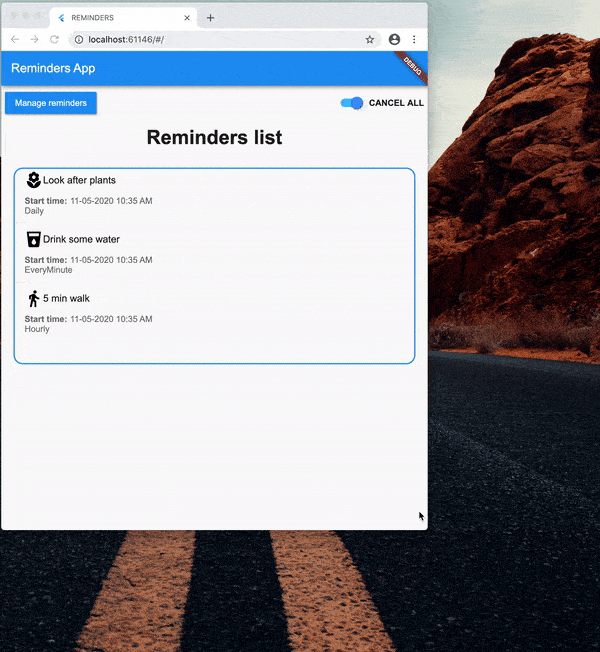 REMINDERS
localhost:61146/#/
Reminders App
DEBUG
Manage reminders
CANCEL ALL
Reminders list
Look after plants
Start time: 11-05-2020 10:35 AM
Daily
Drink some water
Start time: 11-05-2020 10:35 AM
EveryMinute
5 min walk
Start time: 11-05-2020 10:35 AM
Hourly